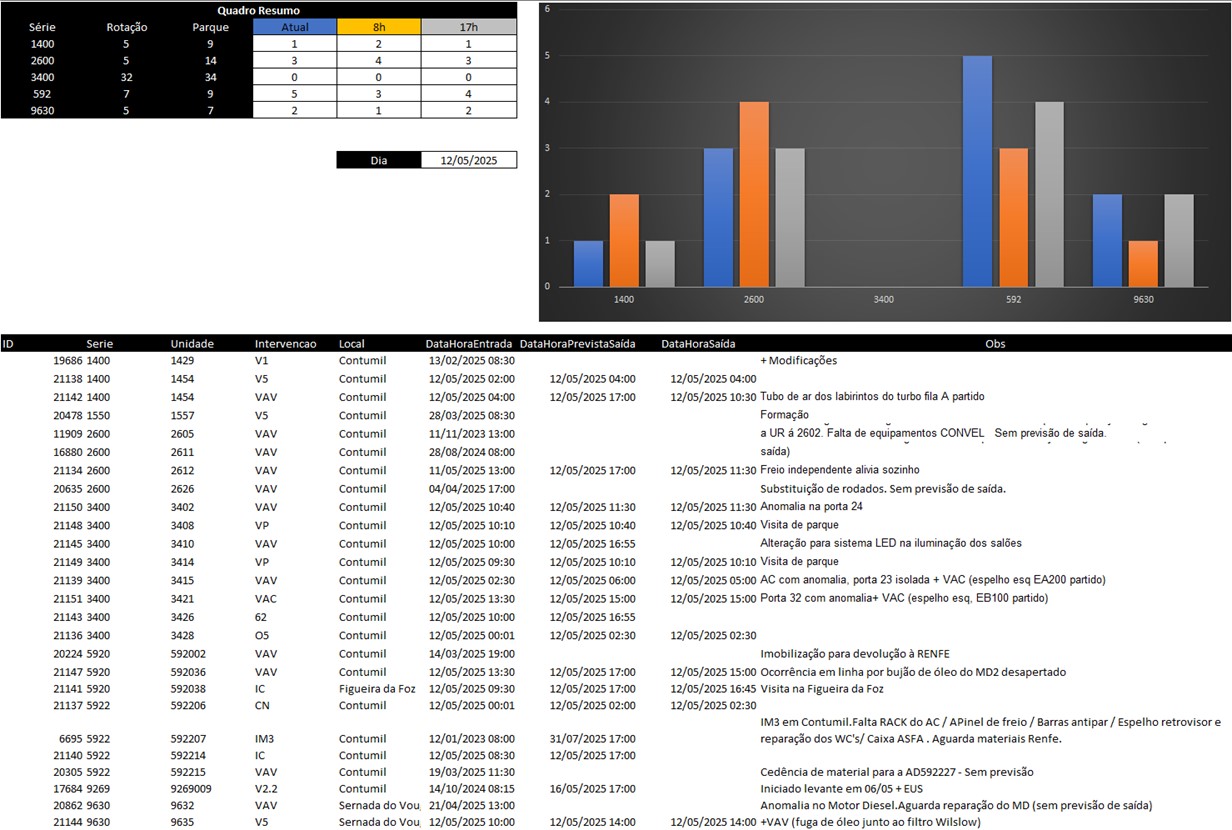 Quadro Resumo
Série Rotação Parque Atual 8h 17h
1400 5 9 1 2 1
2600 5 14 3 4 3
3400 32 34 0 0 0
592 7 9 5 3 4
9630 5 7 2 1 2
Dia 12/05/2025
6
5
4
3
2
1
0
1400 2600 3400 592 9630
ID Serie Unidade Intervencao Local DataHoraEntrada DataHoraPrevistaSaída DataHoraSaída Obs
19686 1400 1429 V1 Contumil 13/02/2025 08:30 + Modificações
21138 1400 1454 V5 Contumil 12/05/2025 02:00 12/05/2025 04:00 12/05/2025 04:00
21142 1400 1454 VAV Contumil 12/05/2025 04:00 12/05/2025 17:00 12/05/2025 10:30 Tubo de ar dos labirintos do turbo fila A partido
20478 1550 1557 V5 Contumil 28/03/2025 08:30 Formação
11909 2600 2605 VAV Contumil 11/11/2023 13:00 a UR á 2602. Falta de equipamentos CONVEL Sem previsão de saída.
16880 2600 2611 VAV Contumil 28/08/2024 08:00 saída)
21134 2600 2612 VAV Contumil 11/05/2025 13:00 12/05/2025 17:00 12/05/2025 11:30 Freio independente alivia sozinho
20635 2600 2626 VAV Contumil 04/04/2025 17:00 Substituição de rodados. Sem previsão de saída.
21150 3400 3402 VAV Contumil 12/05/2025 10:40 12/05/2025 11:30 12/05/2025 11:30 Anomalia na porta 24
21148 3400 3408 VP Contumil 12/05/2025 10:10 12/05/2025 10:40 12/05/2025 10:40 Visita de parque
21145 3400 3410 VAV Contumil 12/05/2025 10:00 12/05/2025 16:55 Alteração para sistema LED na iluminação dos salões
21149 3400 3414 VP Contumil 12/05/2025 09:30 12/05/2025 10:10 12/05/2025 10:10 Visita de parque
21139 3400 3415 VAV Contumil 12/05/2025 02:30 12/05/2025 06:00 12/05/2025 05:00 AC com anomalia, porta 23 isolada + VAC (espelho esq EA200 partido)
21151 3400 3421 VAC Contumil 12/05/2025 13:30 12/05/2025 15:00 12/05/2025 15:00 Porta 32 com anomalia+ VAC (espelho esq, EB100 partido)
21143 3400 3426 62 Contumil 12/05/2025 10:00 12/05/2025 16:55
21136 3400 3428 O5 Contumil 12/05/2025 00:01 12/05/2025 02:30 12/05/2025 02:30
20224 5920 592002 VAV Contumil 14/03/2025 19:00 Imobilização para devolução à RENFE
21147 5920 592036 VAV Contumil 12/05/2025 13:30 12/05/2025 17:00 12/05/2025 15:00 Ocorrência em linha por bujão de óleo do MD2 desapertado
21141 5920 592038 IC Figueira da Foz 12/05/2025 09:30 12/05/2025 17:00 12/05/2025 16:45 Visita na Figueira da Foz
21137 5922 592206 CN Contumil 12/05/2025 00:01 12/05/2025 02:00 12/05/2025 02:30
IM3 em Contumil.Falta RACK do AC / APinel de freio / Barras antipar / Espelho retrovisor e
6695 5922 592207 IM3 Contumil 12/01/2023 08:00 31/07/2025 17:00 reparação dos WC's/ Caixa ASFA . Aguarda materiais Renfe.
21140 5922 592214 IC Contumil 12/05/2025 08:30 12/05/2025 17:00
20305 5922 592215 VAV Contumil 19/03/2025 11:30 Cedência de material para a AD592227 - Sem previsão
17684 9269 9269009 V2.2 Contumil 14/10/2024 08:15 16/05/2025 17:00 Iniciado levante em 06/05 + EUS
20862 9630 9632 VAV Sernada do Vou 21/04/2025 13:00 Anomalia no Motor Diesel.Aguarda reparação do MD (sem previsão de saída)
21144 9630 9635 V5 Sernada do Vou 12/05/2025 10:00 12/05/2025 14:00 12/05/2025 14:00 +VAV (fuga de óleo junto ao filtro Wilslow)